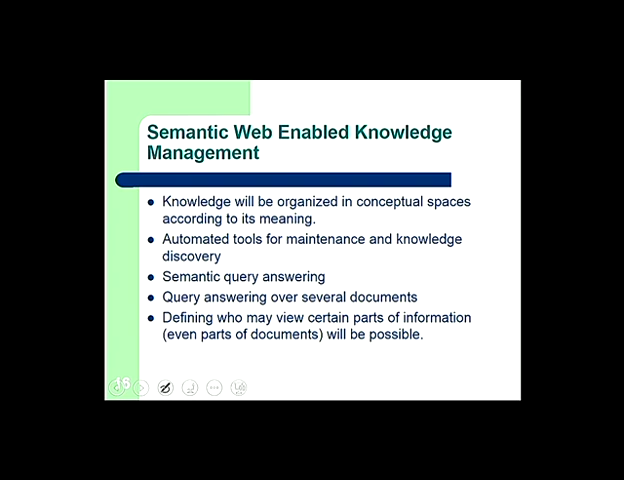 Semantic Web Enabled Knowledge
Management
● Knowledge will be organized in conceptual spaces
according to its meaning.
● Automated tools for maintenance and knowledge
discovery
● Semantic query answering
● Query answering over several documents
● Defining who may view certain parts of information
(even parts of documents) will be possible.
16